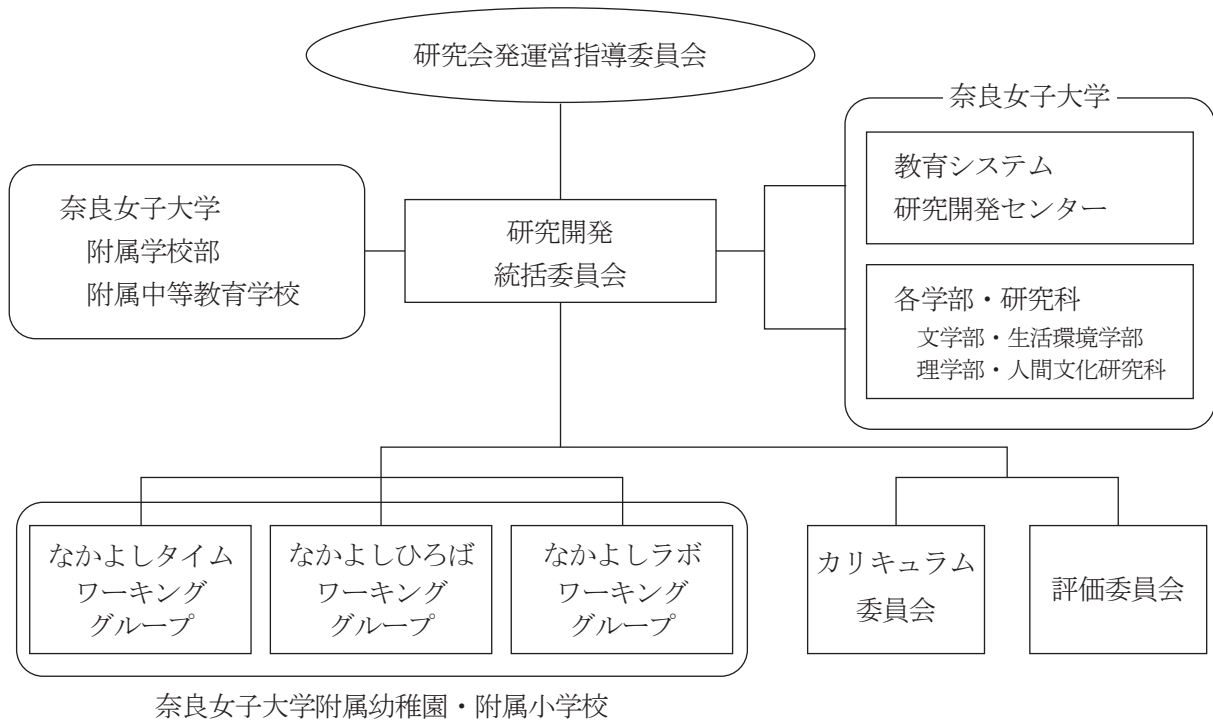 研究会発運営指導委員会
奈良女子大学
教育システム
研究開発センター
奈良女子大学
附属学校部
附属中等教育学校
研究開発
統括委員会
各学部・研究科
文学部・生活環境学部
理学部・人間文化研究科
なかよしタイム
ワーキング
グループ
なかよしひろば
ワーキング
グループ
なかよしラボ
ワーキング
グループ
カリキュラム
委員会
評価委員会
奈良女子大学附属幼稚園・附属小学校